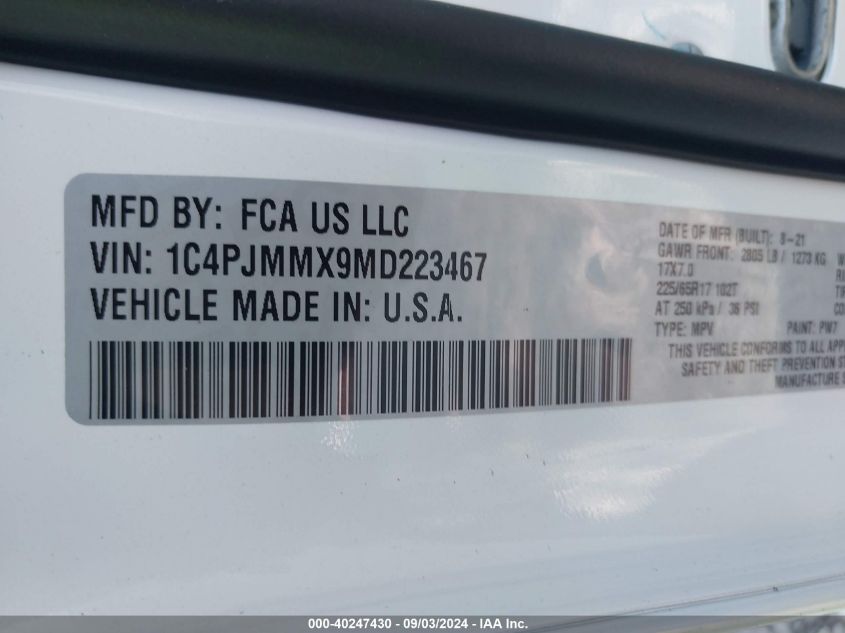 MFD BY: FCA US LLC
VIN: 1C4PJMMX9MD223467
VEHICLE MADE IN: U.S.A.
DATE OF MFR (BUILT): 8-21
GAWR FRONT: 2805 LB / 1273 KG W
17X7.0
225/65R17 102T
AT 250 kPa / 36 PSI
TYPE: MPV PAINT: PW7
THIS VEHICLE CONFORMS TO ALL APP
SAFETY AND THEFT PREVENTION ST
MANUFACTURE
000-40247430 - 09/03/2024 - IAA Inc.